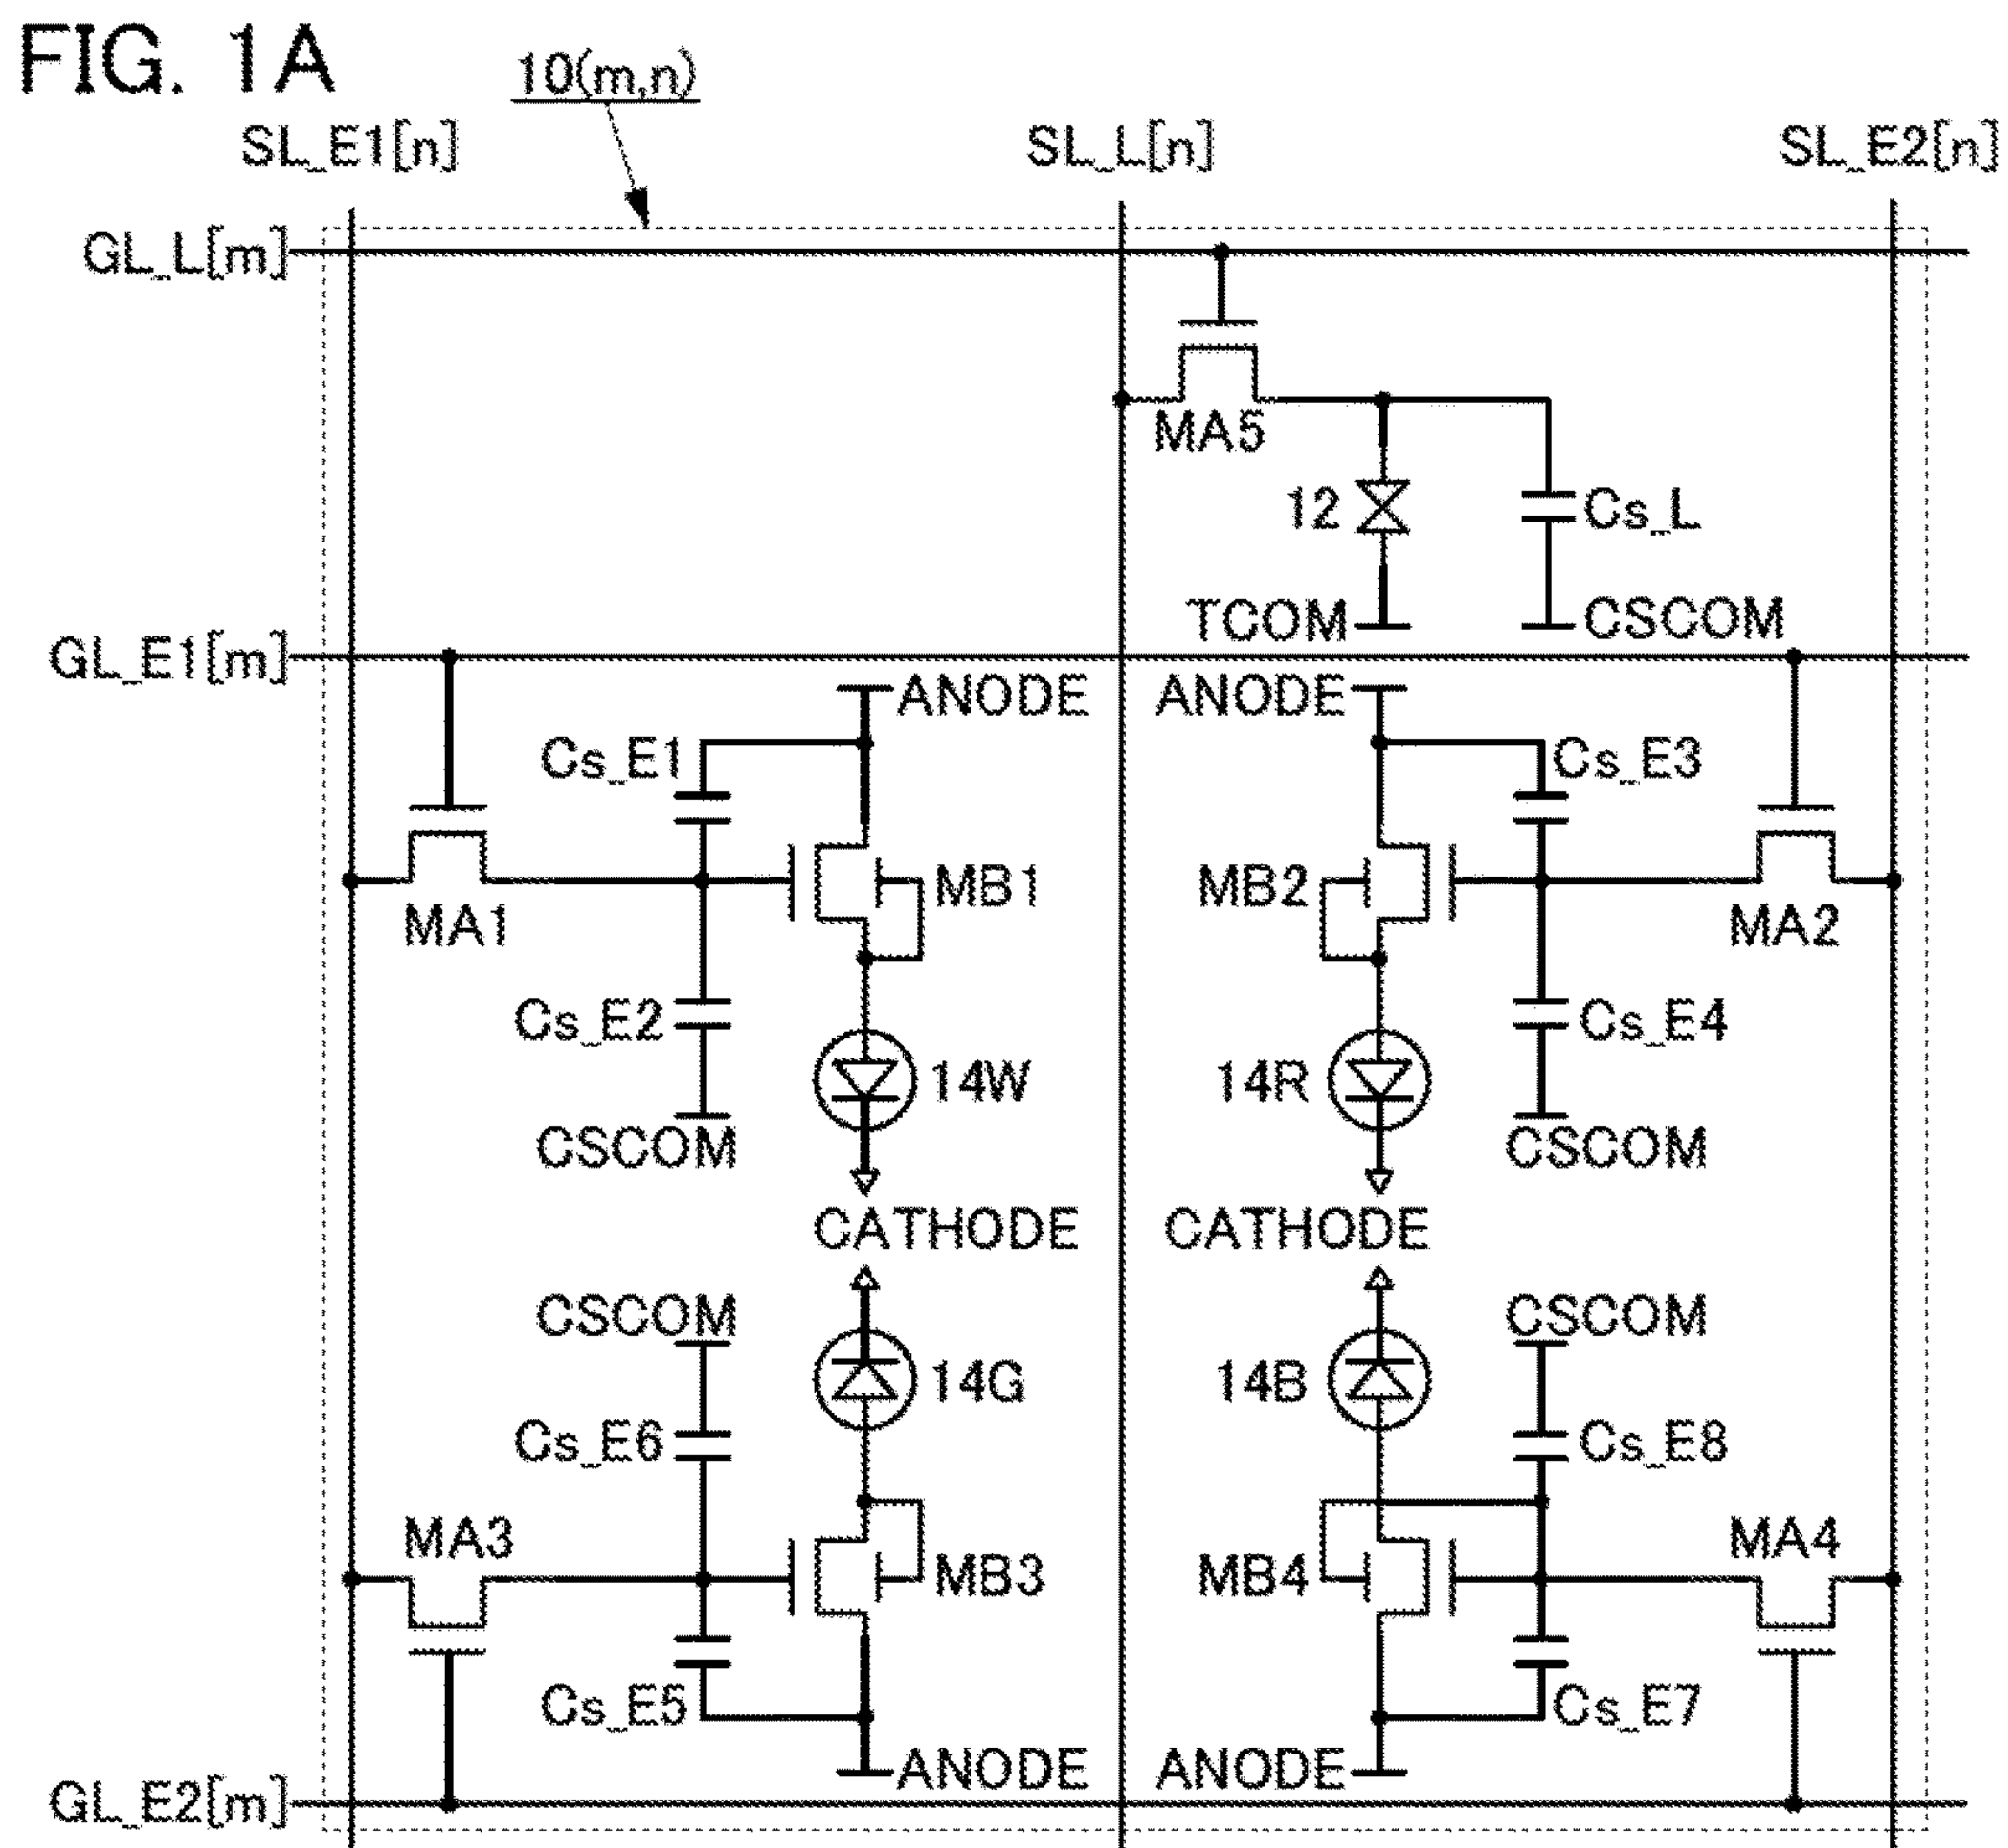 FIG. 1A
10(m,n)
SL_E1[n]
SL_L[n]
SL_E2[n]
GL_L[m]
MA5
12
Cs_L
TCOM
CSCOM
GL_E1[m]
ANODE
ANODE
Cs_E1
Cs_E3
MB1
MB2
MA1
MA2
Cs_E2
Cs_E4
14W
14R
CSCOM
CSCOM
CATHODE
CATHODE
CSCOM
CSCOM
14G
14B
Cs_E6
Cs_E8
MA3
MA4
MB3
MB4
Cs_E5
Cs_E7
ANODE
ANODE
GL_E2[m]